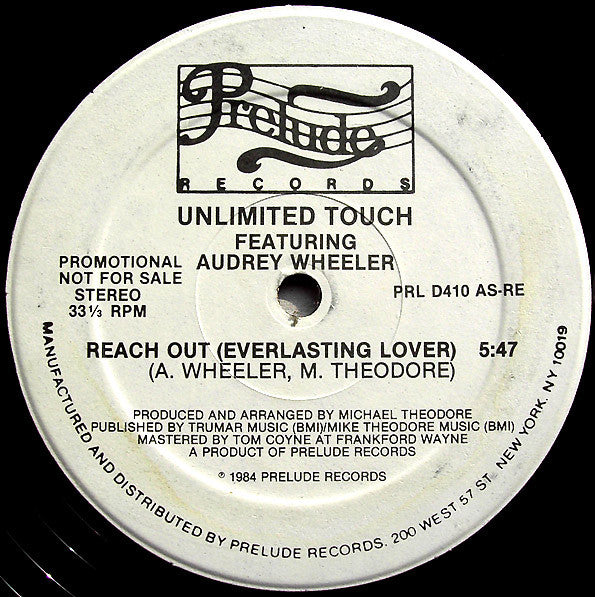 Prelude
RECORDS
UNLIMITED TOUCH
FEATURING
AUDREY WHEELER
PROMOTIONAL
NOT FOR SALE
STEREO
33⅓ RPM
PRL D410 AS-RE
REACH OUT (EVERLASTING LOVER) 5:47
(A. WHEELER, M. THEODORE)
PRODUCED AND ARRANGED BY MICHAEL THEODORE
PUBLISHED BY TRUMAR MUSIC (BMI)/MIKE THEODORE MUSIC (BMI)
MASTERED BY TOM COYNE AT FRANKFORD WAYNE
A PRODUCT OF PRELUDE RECORDS
℗ 1984 PRELUDE RECORDS
MANUFACTURED AND DISTRIBUTED BY PRELUDE RECORDS. 200 WEST 57 ST. NEW YORK. NY 10019